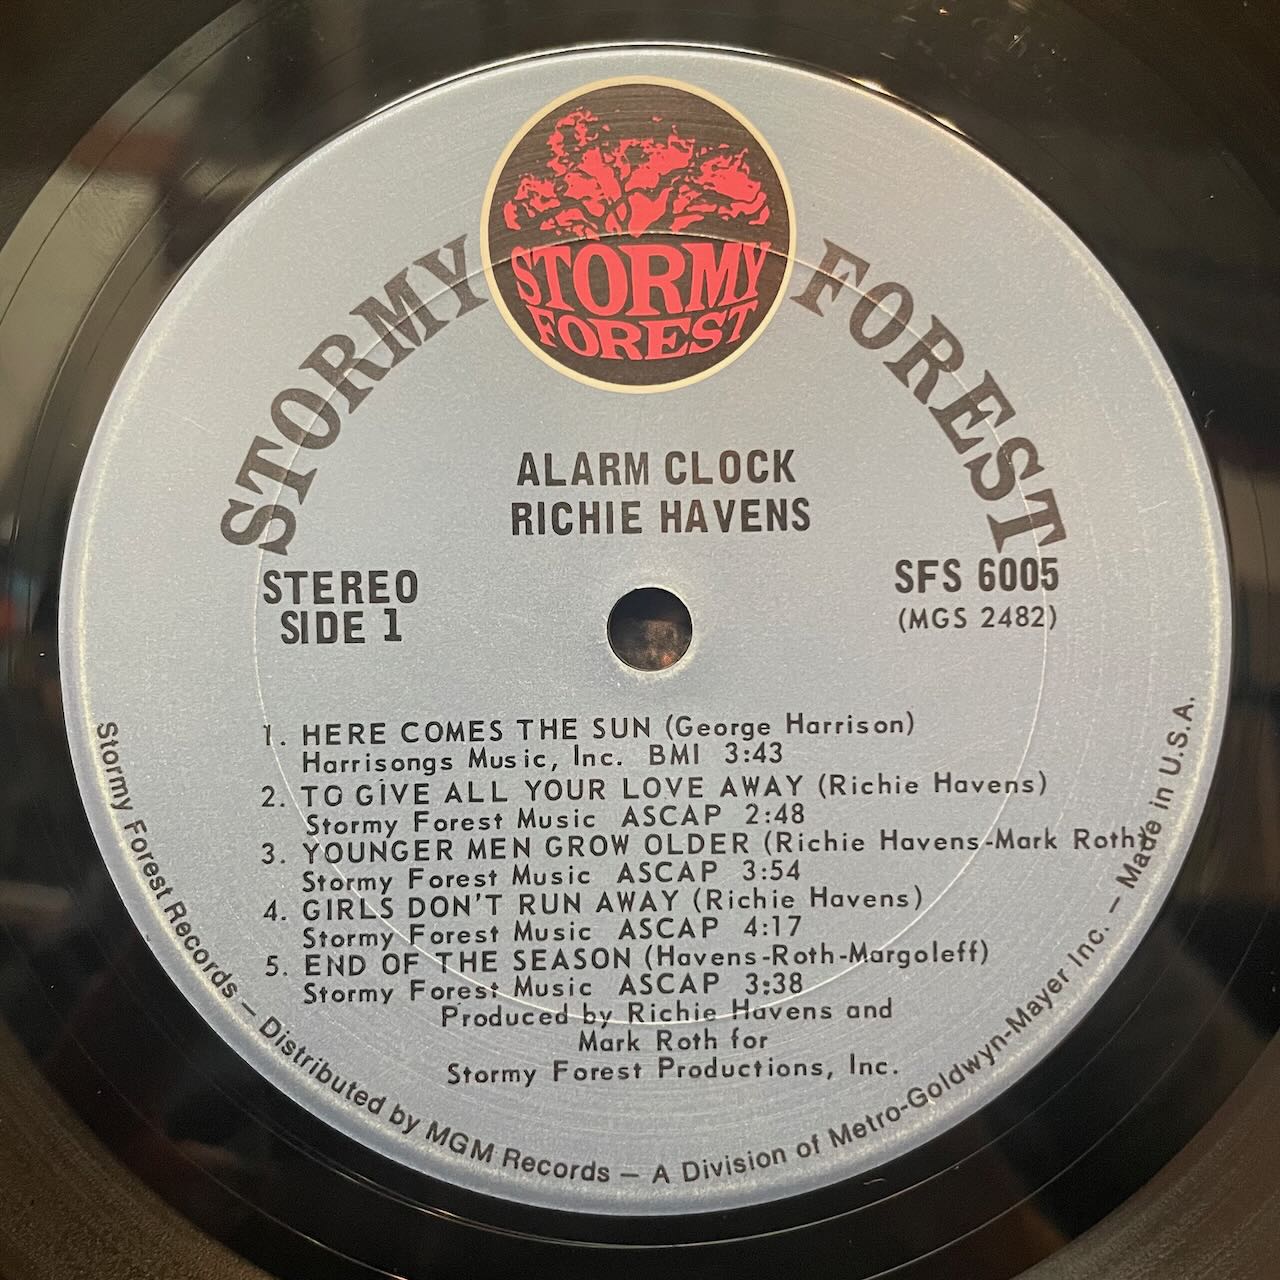 STORMY
FOREST
STORMY FOREST
ALARM CLOCK
RICHIE HAVENS
STEREO
SIDE 1
SFS 6005
(MGS 2482)
1. HERE COMES THE SUN (George Harrison)
Harrisongs Music, Inc. BMI 3:43
2. TO GIVE ALL YOUR LOVE AWAY (Richie Havens)
Stormy Forest Music ASCAP 2:48
3. YOUNGER MEN GROW OLDER (Richie Havens-Mark Roth)
Stormy Forest Music ASCAP 3:54
4. GIRLS DON'T RUN AWAY (Richie Havens)
Stormy Forest Music ASCAP 4:17
5. END OF THE SEASON (Havens-Roth-Margoleff)
Stormy Forest Music ASCAP 3:38
Produced by Richie Havens and
Mark Roth for
Stormy Forest Productions, Inc.
Stormy Forest Records – Distributed by MGM Records – A Division of Metro-Goldwyn-Mayer Inc. – Made in U.S.A.